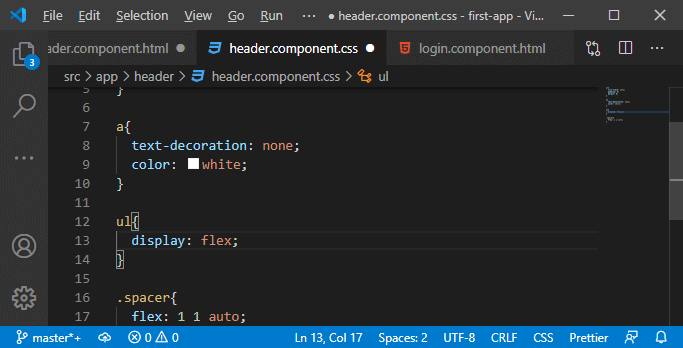 File Edit Selection View Go Run ··· ● header.component.css - first-app - Vi...
ader.component.html ● header.component.css ● login.component.html ···
3
src > app > header > header.component.css > ul
5 }
6
7 a{
8 text-decoration: none;
9 color: white;
10 }
11
12 ul{
13 display: flex;
14 }
15
16 .spacer{
17 flex: 1 1 auto;
master*+ 0 0 Ln 13, Col 17 Spaces: 2 UTF-8 CRLF CSS Prettier